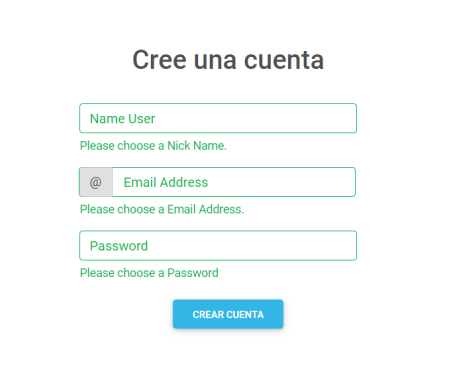 Cree una cuenta
Name User
Please choose a Nick Name.
@ Email Address
Please choose a Email Address.
Password
Please choose a Password
CREAR CUENTA